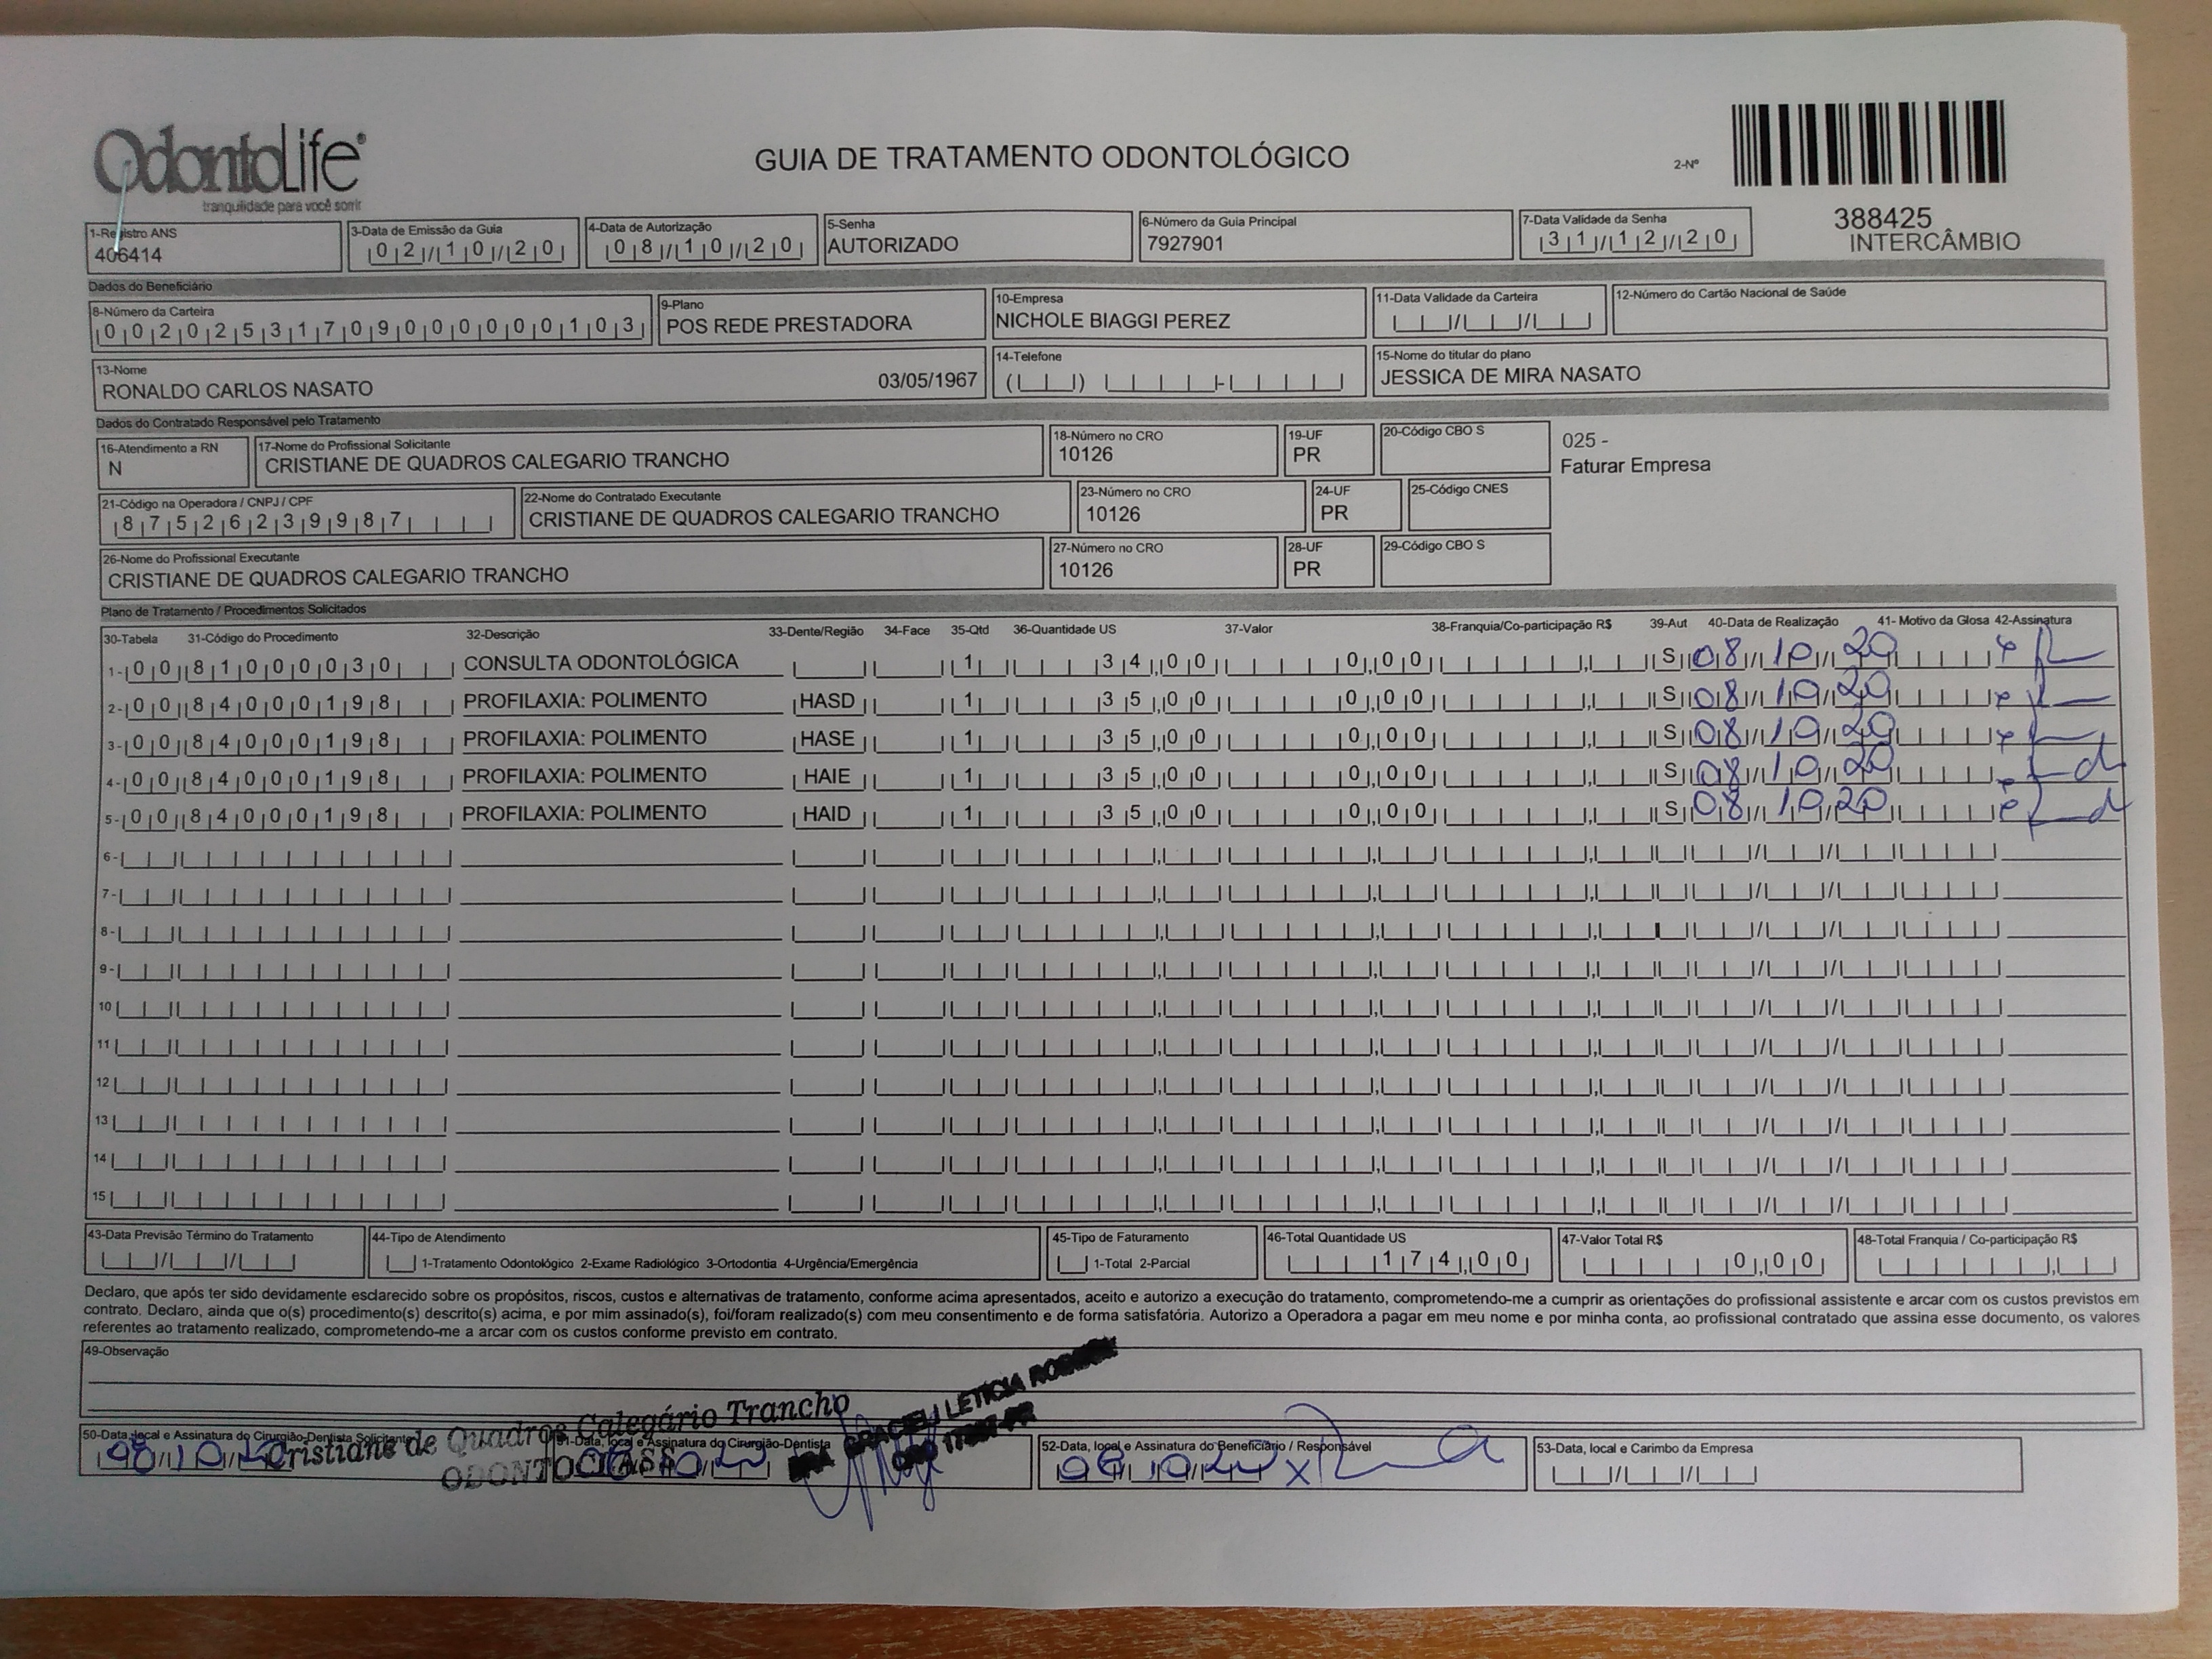 OdontoLife®
tranquilidade para você sorrir
GUIA DE TRATAMENTO ODONTOLÓGICO
2-Nº
388425
INTERCÂMBIO
1-Registro ANS
406414
3-Data de Emissão da Guia
02/10/20
4-Data de Autorização
08/10/20
5-Senha
AUTORIZADO
6-Número da Guia Principal
7927901
7-Data Validade da Senha
31/12/20
Dados do Beneficiário
8-Número da Carteira
00202531709000000103
9-Plano
POS REDE PRESTADORA
10-Empresa
NICHOLE BIAGGI PEREZ
11-Data Validade da Carteira
12-Número do Cartão Nacional de Saúde
13-Nome
RONALDO CARLOS NASATO 03/05/1967
14-Telefone
15-Nome do titular do plano
JESSICA DE MIRA NASATO
Dados do Contratado Responsável pelo Tratamento
16-Atendimento a RN
N
17-Nome do Profissional Solicitante
CRISTIANE DE QUADROS CALEGARIO TRANCHO
18-Número no CRO
10126
19-UF
PR
20-Código CBO S
025 -
Faturar Empresa
21-Código na Operadora / CNPJ / CPF
87526239987
22-Nome do Contratado Executante
CRISTIANE DE QUADROS CALEGARIO TRANCHO
23-Número no CRO
10126
24-UF
PR
25-Código CNES
26-Nome do Profissional Executante
CRISTIANE DE QUADROS CALEGARIO TRANCHO
27-Número no CRO
10126
28-UF
PR
29-Código CBO S
Plano de Tratamento / Procedimentos Solicitados
30-Tabela 31-Código do Procedimento 32-Descrição 33-Dente/Região 34-Face 35-Qtd 36-Quantidade US 37-Valor 38-Franquia/Co-participação R$ 39-Aut 40-Data de Realização 41- Motivo da Glosa 42-Assinatura
1- 00 81000030 CONSULTA ODONTOLÓGICA 1 34,00 0,00 S 08/10/20
2- 00 84000198 PROFILAXIA: POLIMENTO HASD 1 35,00 0,00 S 08/10/20
3- 00 84000198 PROFILAXIA: POLIMENTO HASE 1 35,00 0,00 S 08/10/20
4- 00 84000198 PROFILAXIA: POLIMENTO HAIE 1 35,00 0,00 S 08/10/20
5- 00 84000198 PROFILAXIA: POLIMENTO HAID 1 35,00 0,00 S 08/10/20
6-
7-
8-
9-
10
11
12
13
14
15
43-Data Previsão Término do Tratamento
44-Tipo de Atendimento
1-Tratamento Odontológico 2-Exame Radiológico 3-Ortodontia 4-Urgência/Emergência
45-Tipo de Faturamento
1-Total 2-Parcial
46-Total Quantidade US
174,00
47-Valor Total R$
0,00
48-Total Franquia / Co-participação R$
Declaro, que após ter sido devidamente esclarecido sobre os propósitos, riscos, custos e alternativas de tratamento, conforme acima apresentados, aceito e autorizo a execução do tratamento, comprometendo-me a cumprir as orientações do profissional assistente e arcar com os custos previstos em
contrato. Declaro, ainda que o(s) procedimento(s) descrito(s) acima, e por mim assinado(s), foi/foram realizado(s) com meu consentimento e de forma satisfatória. Autorizo a Operadora a pagar em meu nome e por minha conta, ao profissional contratado que assina esse documento, os valores
referentes ao tratamento realizado, comprometendo-me a arcar com os custos conforme previsto em contrato.
49-Observação
50-Data, local e Assinatura do Cirurgião-Dentista Solicitante
08/10/20
Cristiane de Quadros Calegário Trancho
ODONTOCLASS
51-Data, local e Assinatura do Cirurgião-Dentista
DRA GRACIELI LETICIA
52-Data, local e Assinatura do Beneficiário / Responsável
08/10/20 X
53-Data, local e Carimbo da Empresa